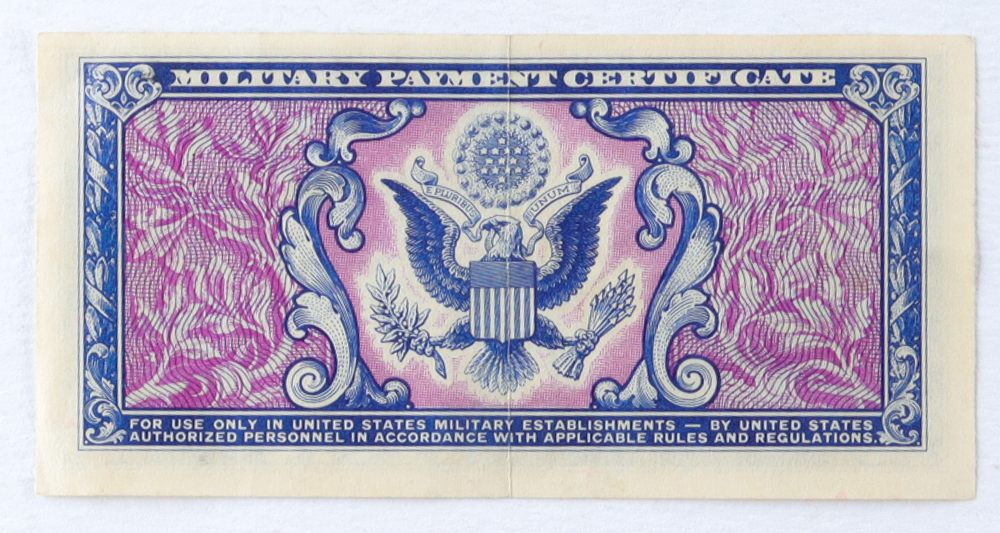 MILITARY PAYMENT CERTIFICATE
E PLURIBUS UNUM
FOR USE ONLY IN UNITED STATES MILITARY ESTABLISHMENTS — BY UNITED STATES
AUTHORIZED PERSONNEL IN ACCORDANCE WITH APPLICABLE RULES AND REGULATIONS.